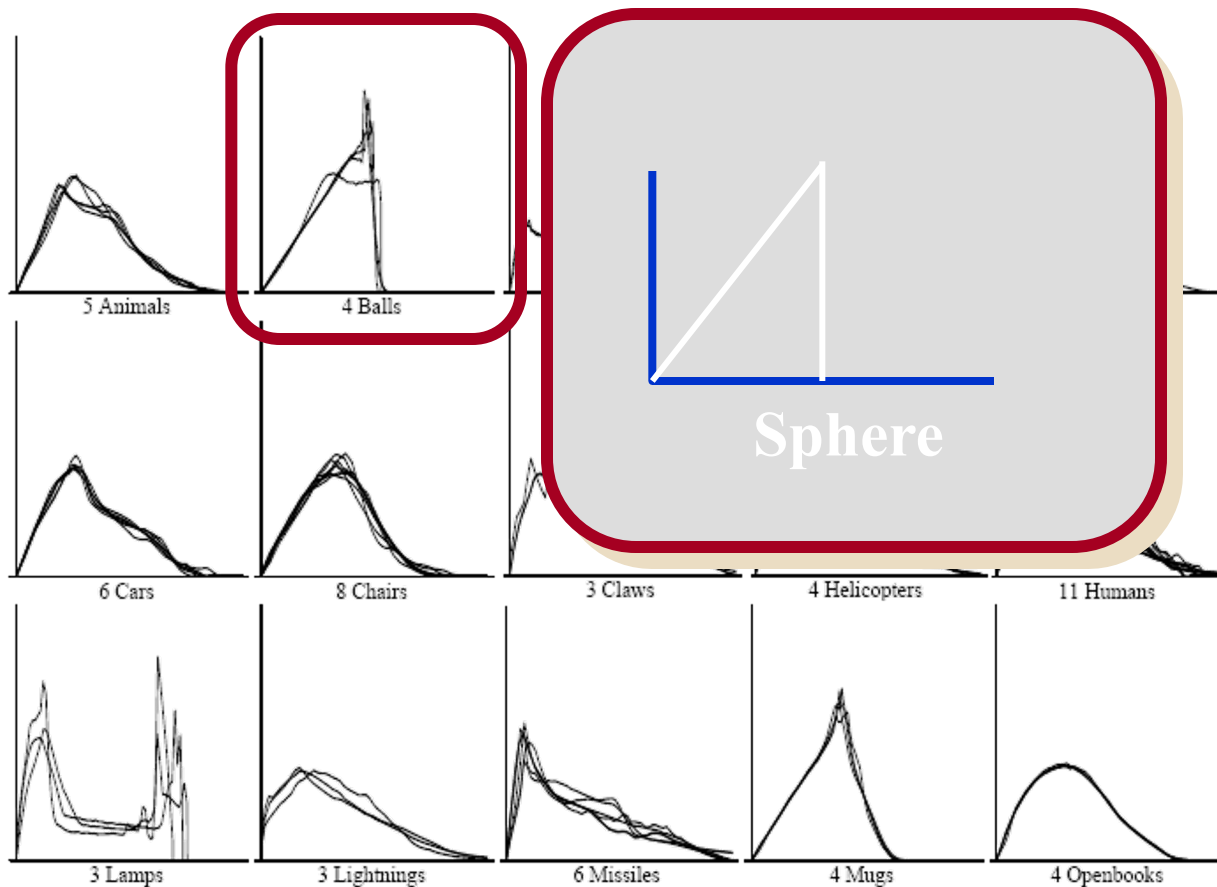 5 Animals
4 Balls
Sphere
6 Cars
8 Chairs
3 Claws
4 Helicopters
11 Humans
3 Lamps
3 Lightnings
6 Missiles
4 Mugs
4 Openbooks